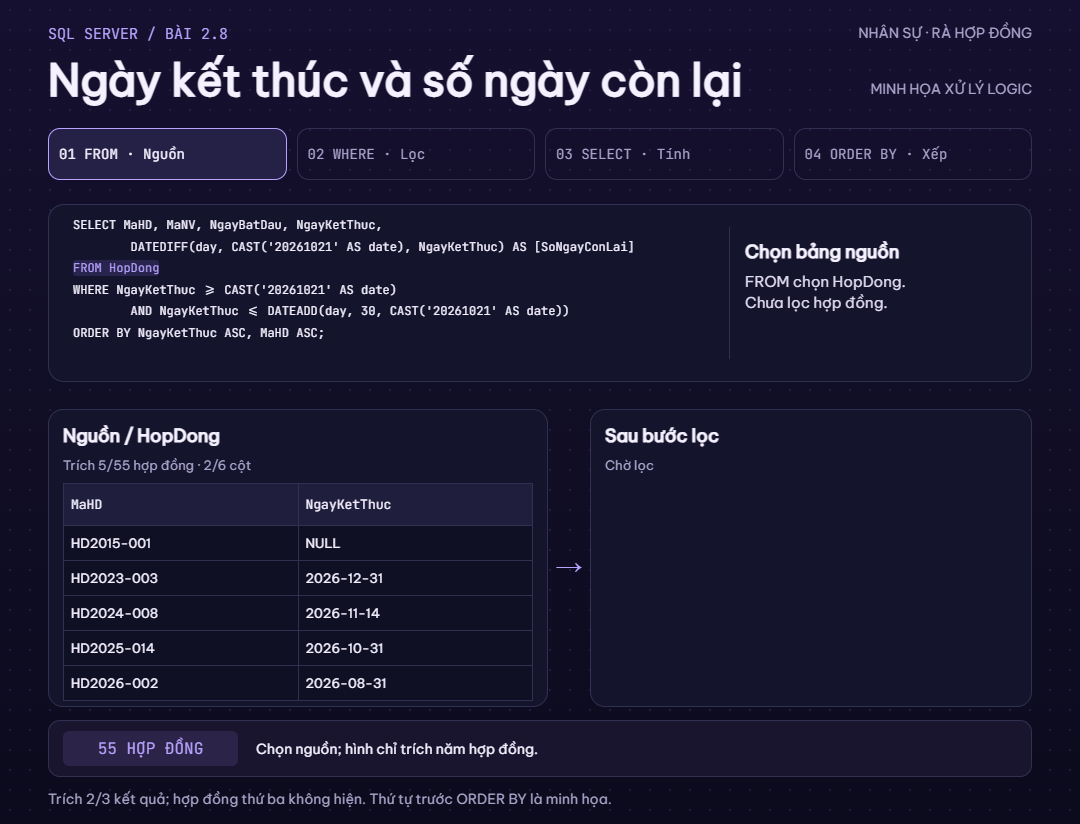 SQL SERVER / BÀI 2.8
NHÂN SỰ · RÀ HỢP ĐỒNG
Ngày kết thúc và số ngày còn lại
MINH HỌA XỬ LÝ LOGIC
01 FROM · Nguồn
02 WHERE · Lọc
03 SELECT · Tính
04 ORDER BY · Xếp
SELECT MaHD, MaNV, NgayBatDau, NgayKetThuc,
DATEDIFF(day, CAST('20261021' AS date), NgayKetThuc) AS [SoNgayConLai]
FROM HopDong
WHERE NgayKetThuc >= CAST('20261021' AS date)
AND NgayKetThuc <= DATEADD(day, 30, CAST('20261021' AS date))
ORDER BY NgayKetThuc ASC, MaHD ASC;
Chọn bảng nguồn
FROM chọn HopDong.
Chưa lọc hợp đồng.
Nguồn / HopDong
Trích 5/55 hợp đồng · 2/6 cột
MaHD NgayKetThuc
HD2015-001 NULL
HD2023-003 2026-12-31
HD2024-008 2026-11-14
HD2025-014 2026-10-31
HD2026-002 2026-08-31
→
Sau bước lọc
Chờ lọc
55 HỢP ĐỒNG
Chọn nguồn; hình chỉ trích năm hợp đồng.
Trích 2/3 kết quả; hợp đồng thứ ba không hiện. Thứ tự trước ORDER BY là minh họa.